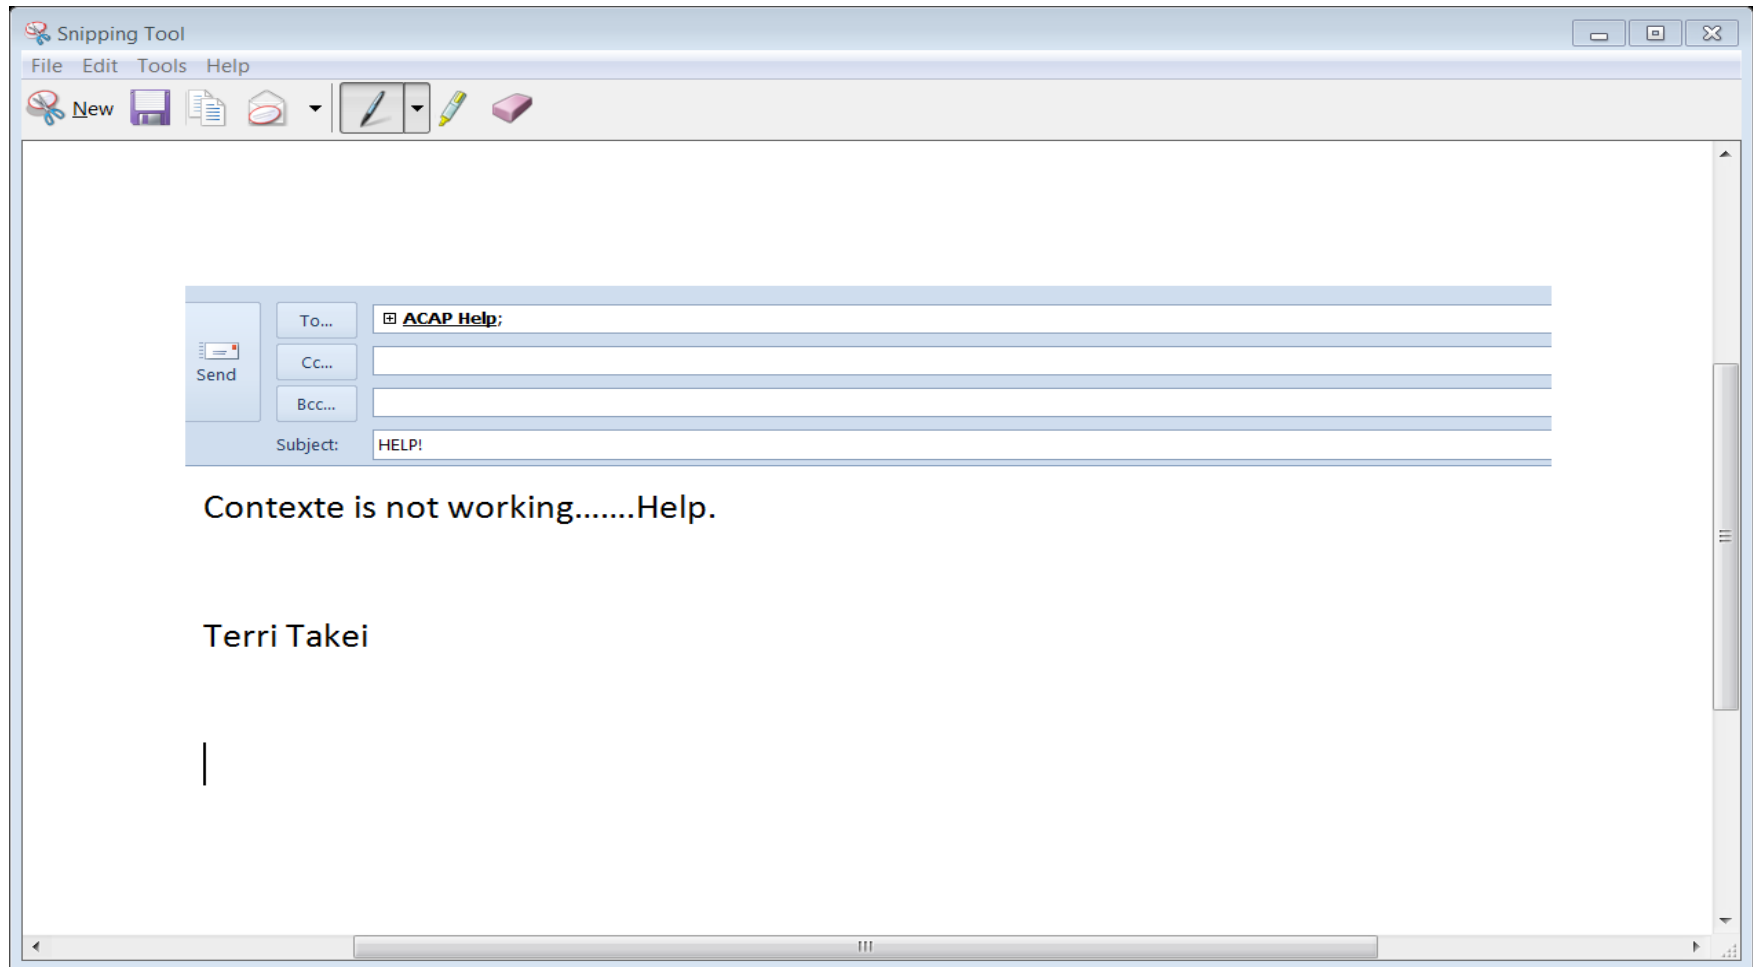 Snipping Tool
File Edit Tools Help
New
To... ACAP Help;
Cc...
Send
Bcc...
Subject: HELP!
Contexte is not working.......Help.
Terri Takei